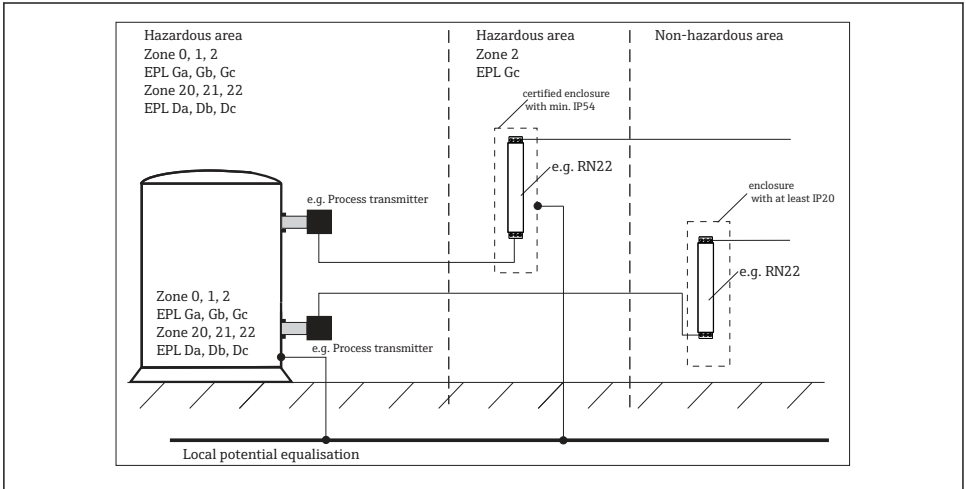 Hazardous area
Zone 0, 1, 2
EPL Ga, Gb, Gc
Zone 20, 21, 22
EPL Da, Db, Dc
Hazardous area
Zone 2
EPL Gc
Non-hazardous area
certified enclosure
with min. IP54
e.g. RN22
enclosure
with at least IP20
e.g. RN22
e.g. Process transmitter
Zone 0, 1, 2
EPL Ga, Gb, Gc
Zone 20, 21, 22
EPL Da, Db, Dc
e.g. Process transmitter
Local potential equalisation